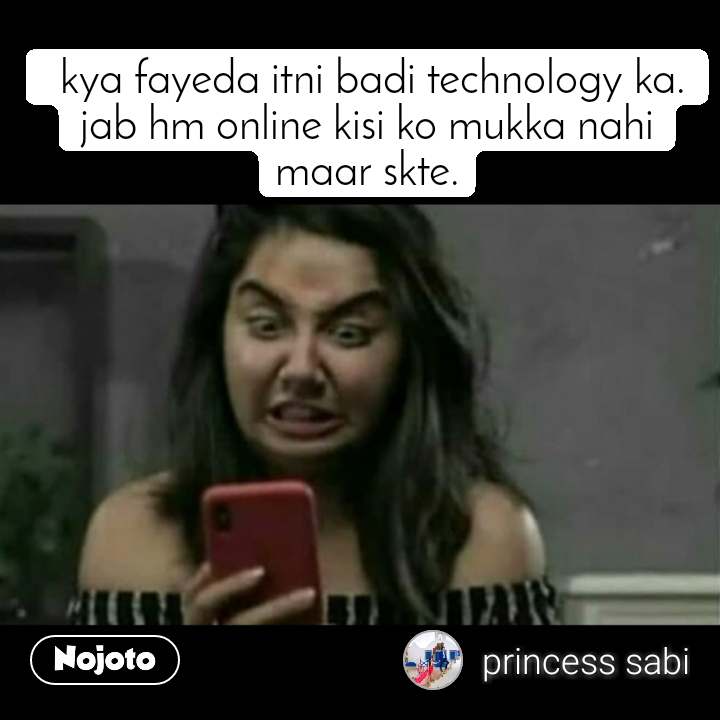 kya fayeda itni badi technology ka.
jab hm online kisi ko mukka nahi
maar skte.
Nojoto
princess sabi